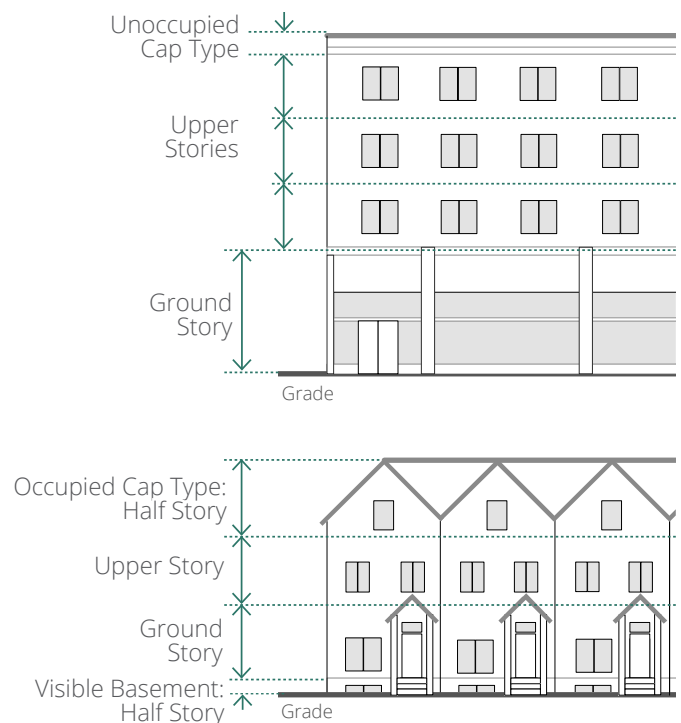 Unoccupied
Cap Type
Upper
Stories
Ground
Story
Grade
Occupied Cap Type:
Half Story
Upper Story
Ground
Story
Visible Basement:
Half Story
Grade